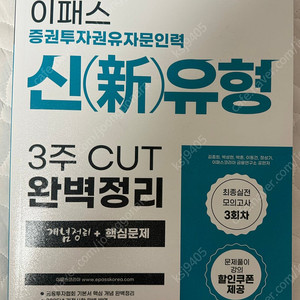 이패스
증권투자권유자문인력
신(新)유형
3주 CUT
완벽정리
개념정리 + 핵심문제
최종실전
모의고사
3회차
문제풀이
강의
할인쿠폰
제공